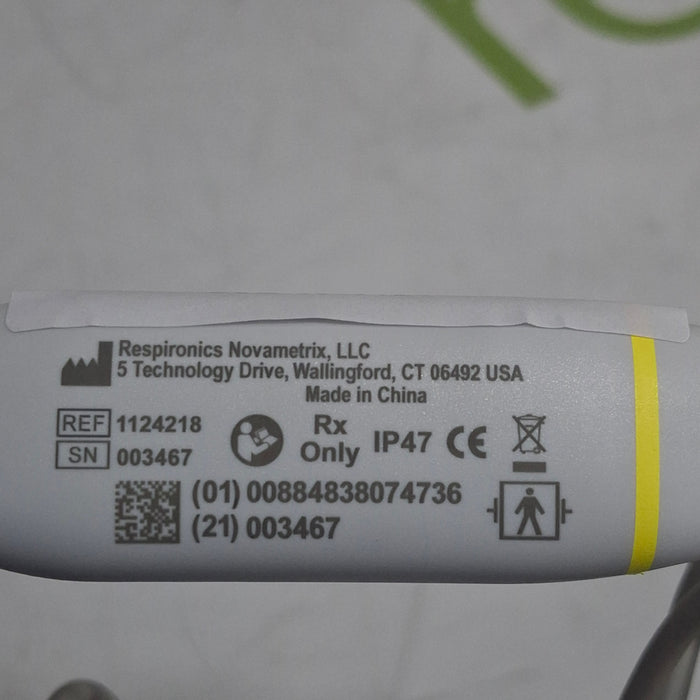 Respironics Novametrix, LLC
5 Technology Drive, Wallingford, CT 06492 USA
Made in China
REF 1124218
SN 003467
Rx
Only
IP47 CE
(01) 00884838074736
(21) 003467